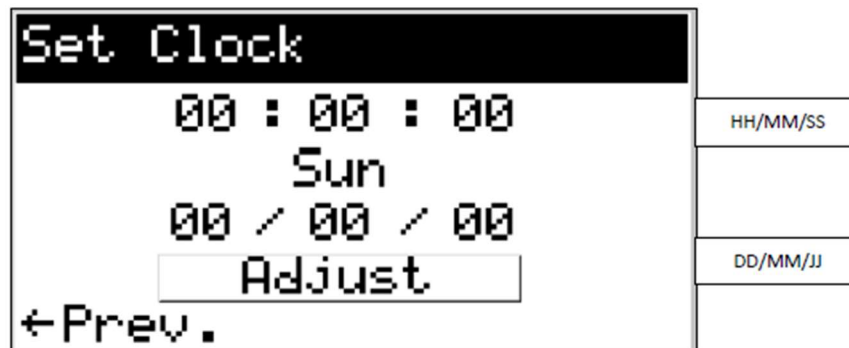 Set Clock
00 : 00 : 00
HH/MM/SS
Sun
00 / 00 / 00
DD/MM/JJ
Adjust
←Prev.